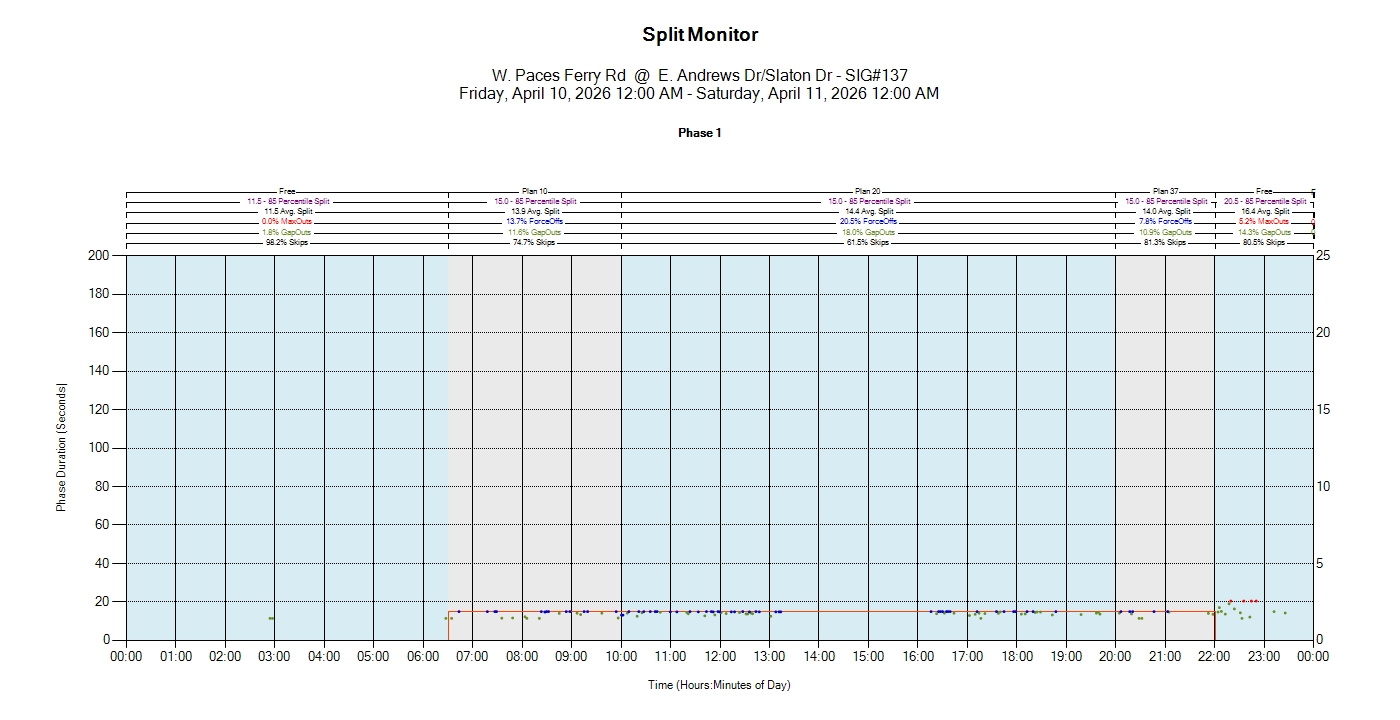 Split Monitor
W. Paces Ferry Rd @ E. Andrews Dr/Slaton Dr - SIG#137
Friday, April 10, 2026 12:00 AM - Saturday, April 11, 2026 12:00 AM
Phase 1
Free Plan 10 Plan 20 Plan 37 Free
11.5 - 85 Percentile Split 15.0 - 85 Percentile Split 15.0 - 85 Percentile Split 15.0 - 85 Percentile Split 20.5 - 85 Percentile Split
11.5 Avg. Split 13.9 Avg. Split 14.4 Avg. Split 14.0 Avg. Split 16.4 Avg. Split
0.0% MaxOuts 13.7% ForceOffs 20.5% ForceOffs 7.8% ForceOffs 5.2% MaxOuts
1.8% GapOuts 11.6% GapOuts 18.0% GapOuts 10.9% GapOuts 14.3% GapOuts
98.2% Skips 74.7% Skips 61.5% Skips 81.3% Skips 80.5% Skips
200 25
180
160 20
140
120 15
100
80 10
60
40 5
20
0 0
00:00 01:00 02:00 03:00 04:00 05:00 06:00 07:00 08:00 09:00 10:00 11:00 12:00 13:00 14:00 15:00 16:00 17:00 18:00 19:00 20:00 21:00 22:00 23:00 00:00
Phase Duration (Seconds)
Time (Hours:Minutes of Day)